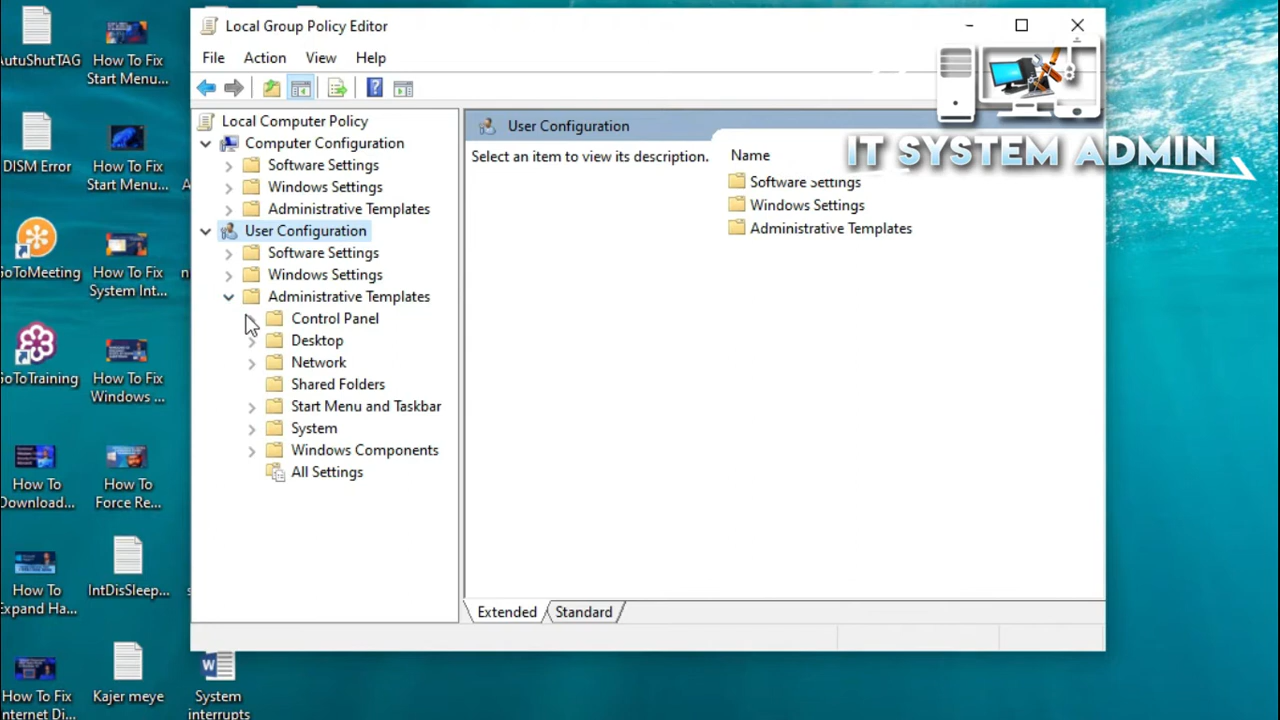 AutuShutTAG
How To Fix
Start Menu...
DISM Error
How To Fix
Start Menu...
GoToMeeting
How To Fix
System Int...
GoToTraining
How To Fix
Windows ...
How To
Download...
How To
Force Re...
How To
Expand Ha...
IntDisSleep...
How To Fix
Internet Di...
Kajer meye
System
interrupts
Local Group Policy Editor
File Action View Help
Local Computer Policy
Computer Configuration
Software Settings
Windows Settings
Administrative Templates
User Configuration
Software Settings
Windows Settings
Administrative Templates
Control Panel
Desktop
Network
Shared Folders
Start Menu and Taskbar
System
Windows Components
All Settings
User Configuration
Select an item to view its description.
Name
Software Settings
Windows Settings
Administrative Templates
Extended Standard
IT SYSTEM ADMIN